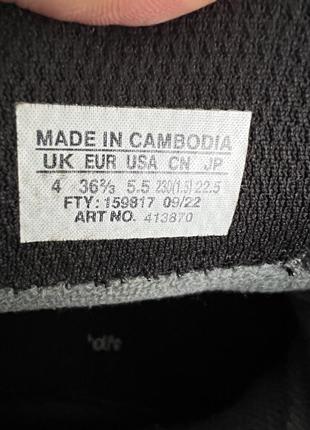 MADE IN CAMBODIA
UK EUR USA CN JP
4 36⅔ 5.5 230(1.5) 22.5
FTY: 159817 09/22
ART NO. 413870